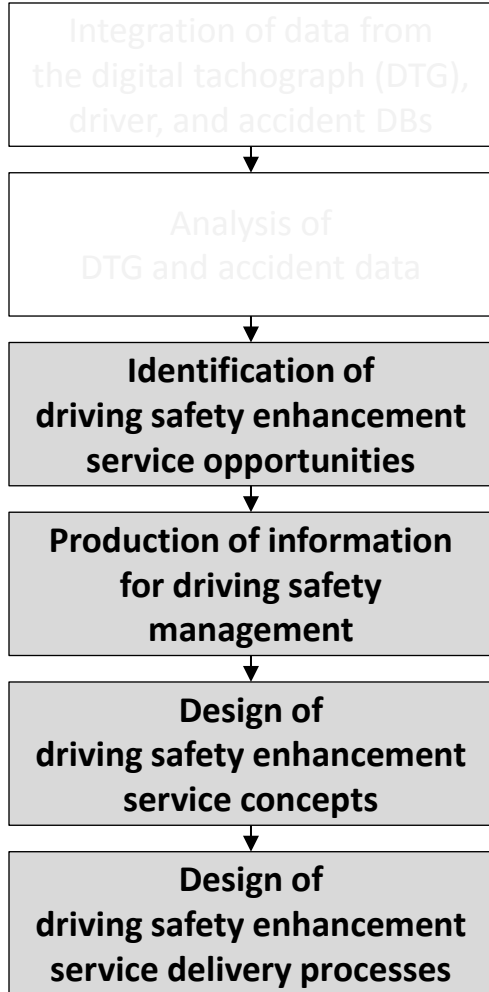 Integration of data from
the digital tachograph (DTG),
driver, and accident DBs
Analysis of
DTG and accident data
Identification of
driving safety enhancement
service opportunities
Production of information
for driving safety
management
Design of
driving safety enhancement
service concepts
Design of
driving safety enhancement
service delivery processes